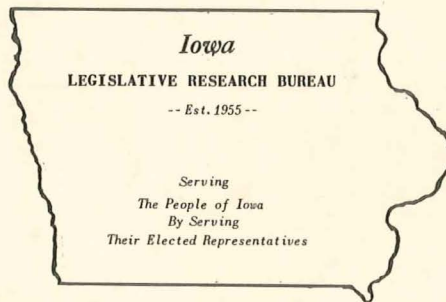 Iowa
LEGISLATIVE RESEARCH BUREAU
-- Est. 1955 --
Serving
The People of Iowa
By Serving
Their Elected Representatives